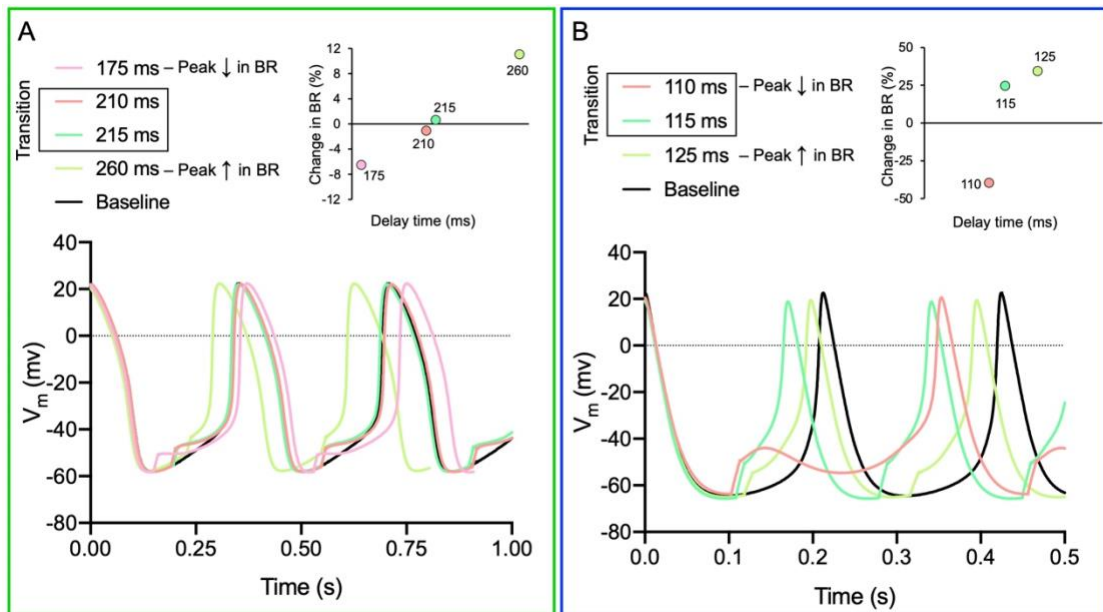 A
Transition
175 ms – Peak ↓ in BR
210 ms
215 ms
260 ms – Peak ↑ in BR
Baseline
Change in BR (%)
12
8
4
0
-4
-8
-12
260
215
210
175
Delay time (ms)
Vm (mv)
40
20
0
-20
-40
-60
-80
0.00 0.25 0.50 0.75 1.00
Time (s)
B
Transition
110 ms – Peak ↓ in BR
115 ms
125 ms – Peak ↑ in BR
Baseline
Change in BR (%)
50
25
0
-25
-50
125
115
110
Delay time (ms)
Vm (mv)
40
20
0
-20
-40
-60
-80
0.0 0.1 0.2 0.3 0.4 0.5
Time (s)